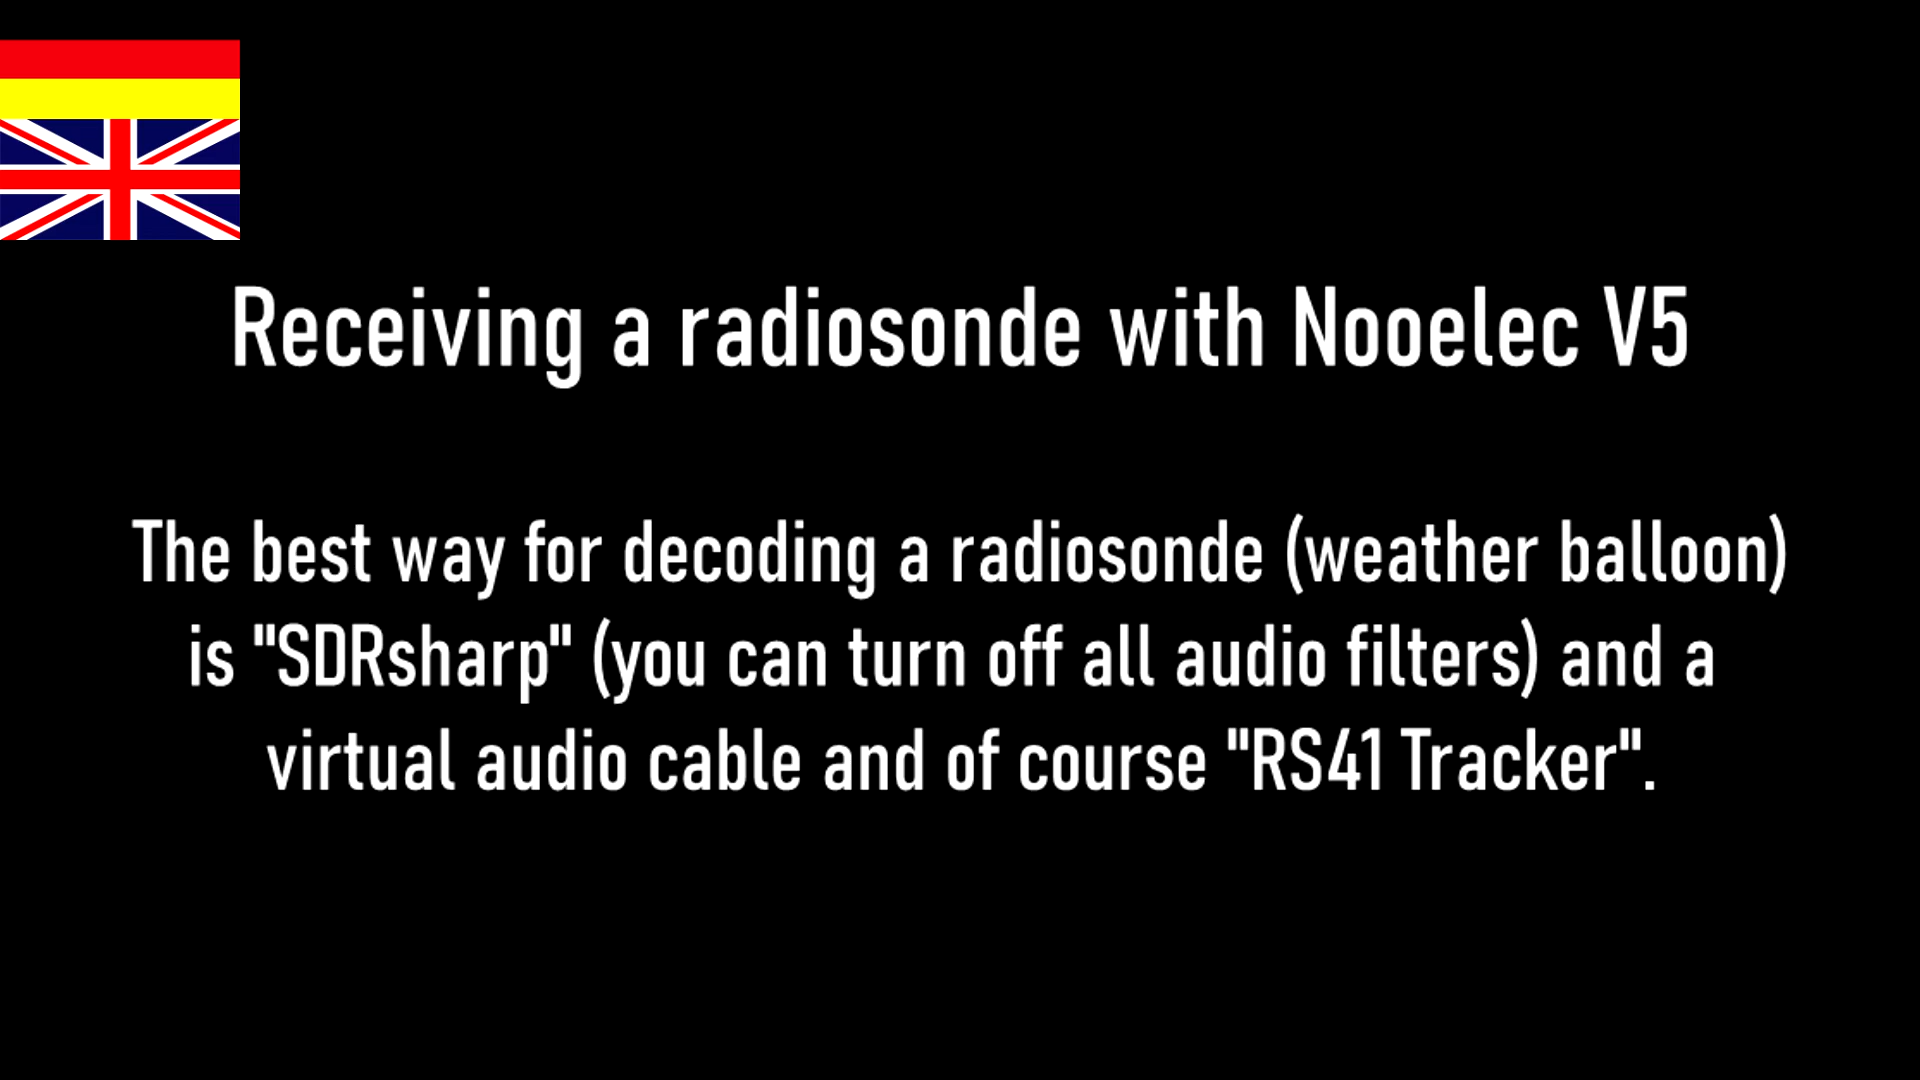 Receiving a radiosonde with Nooelec V5
The best way for decoding a radiosonde (weather balloon)
is "SDRsharp" (you can turn off all audio filters) and a
virtual audio cable and of course "RS41 Tracker".